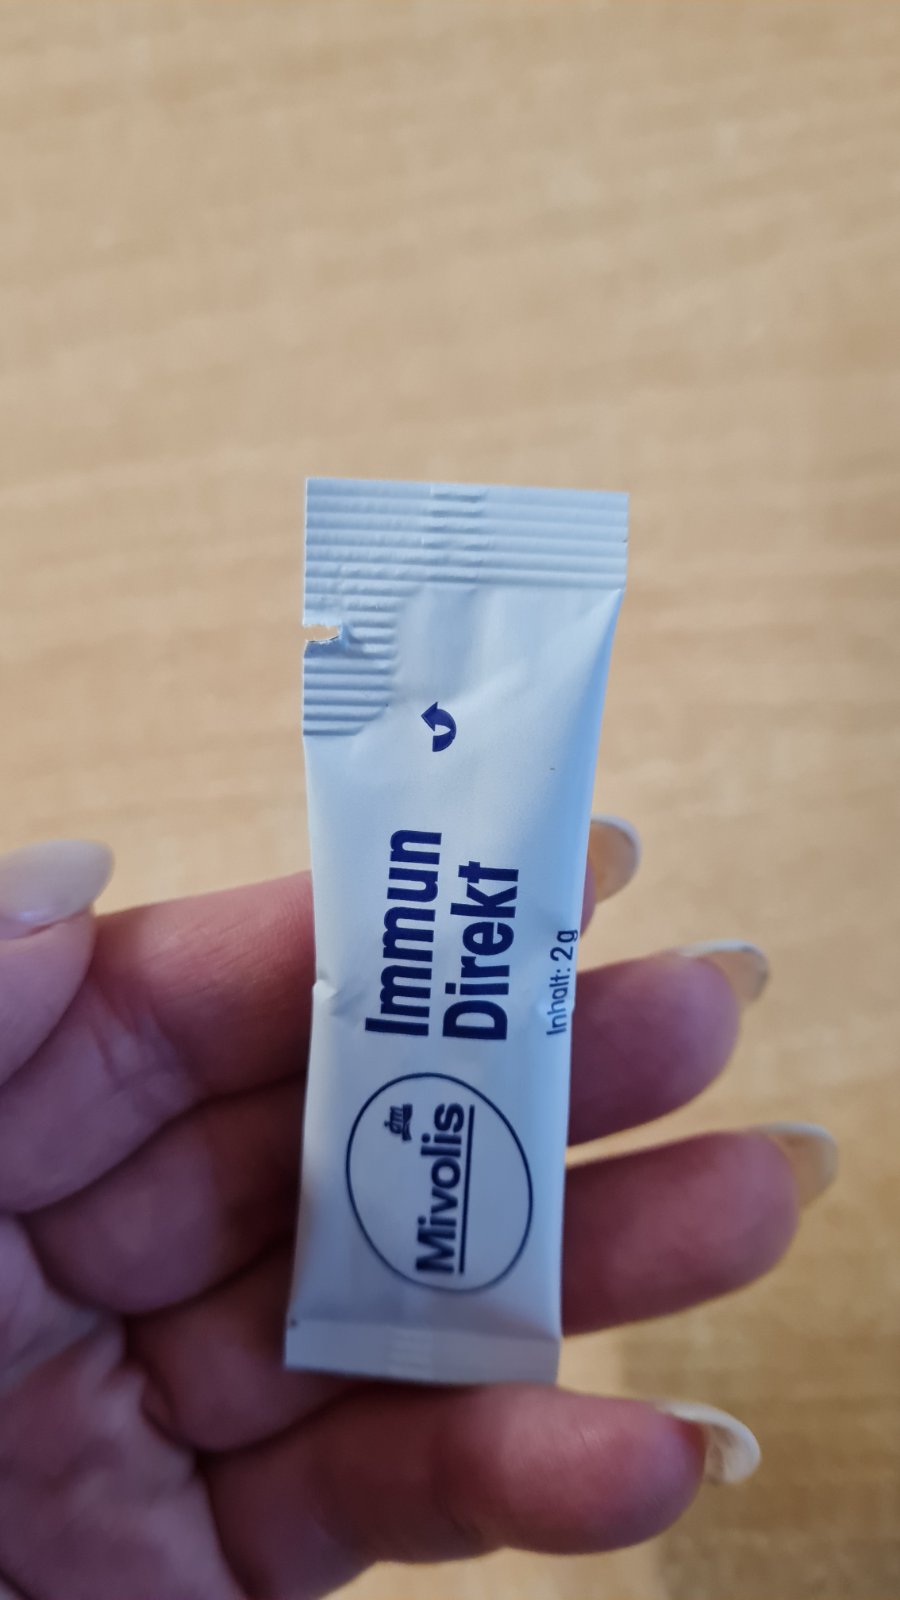 dm
Mivolis
Immun
Direkt
Inhalt: 2g